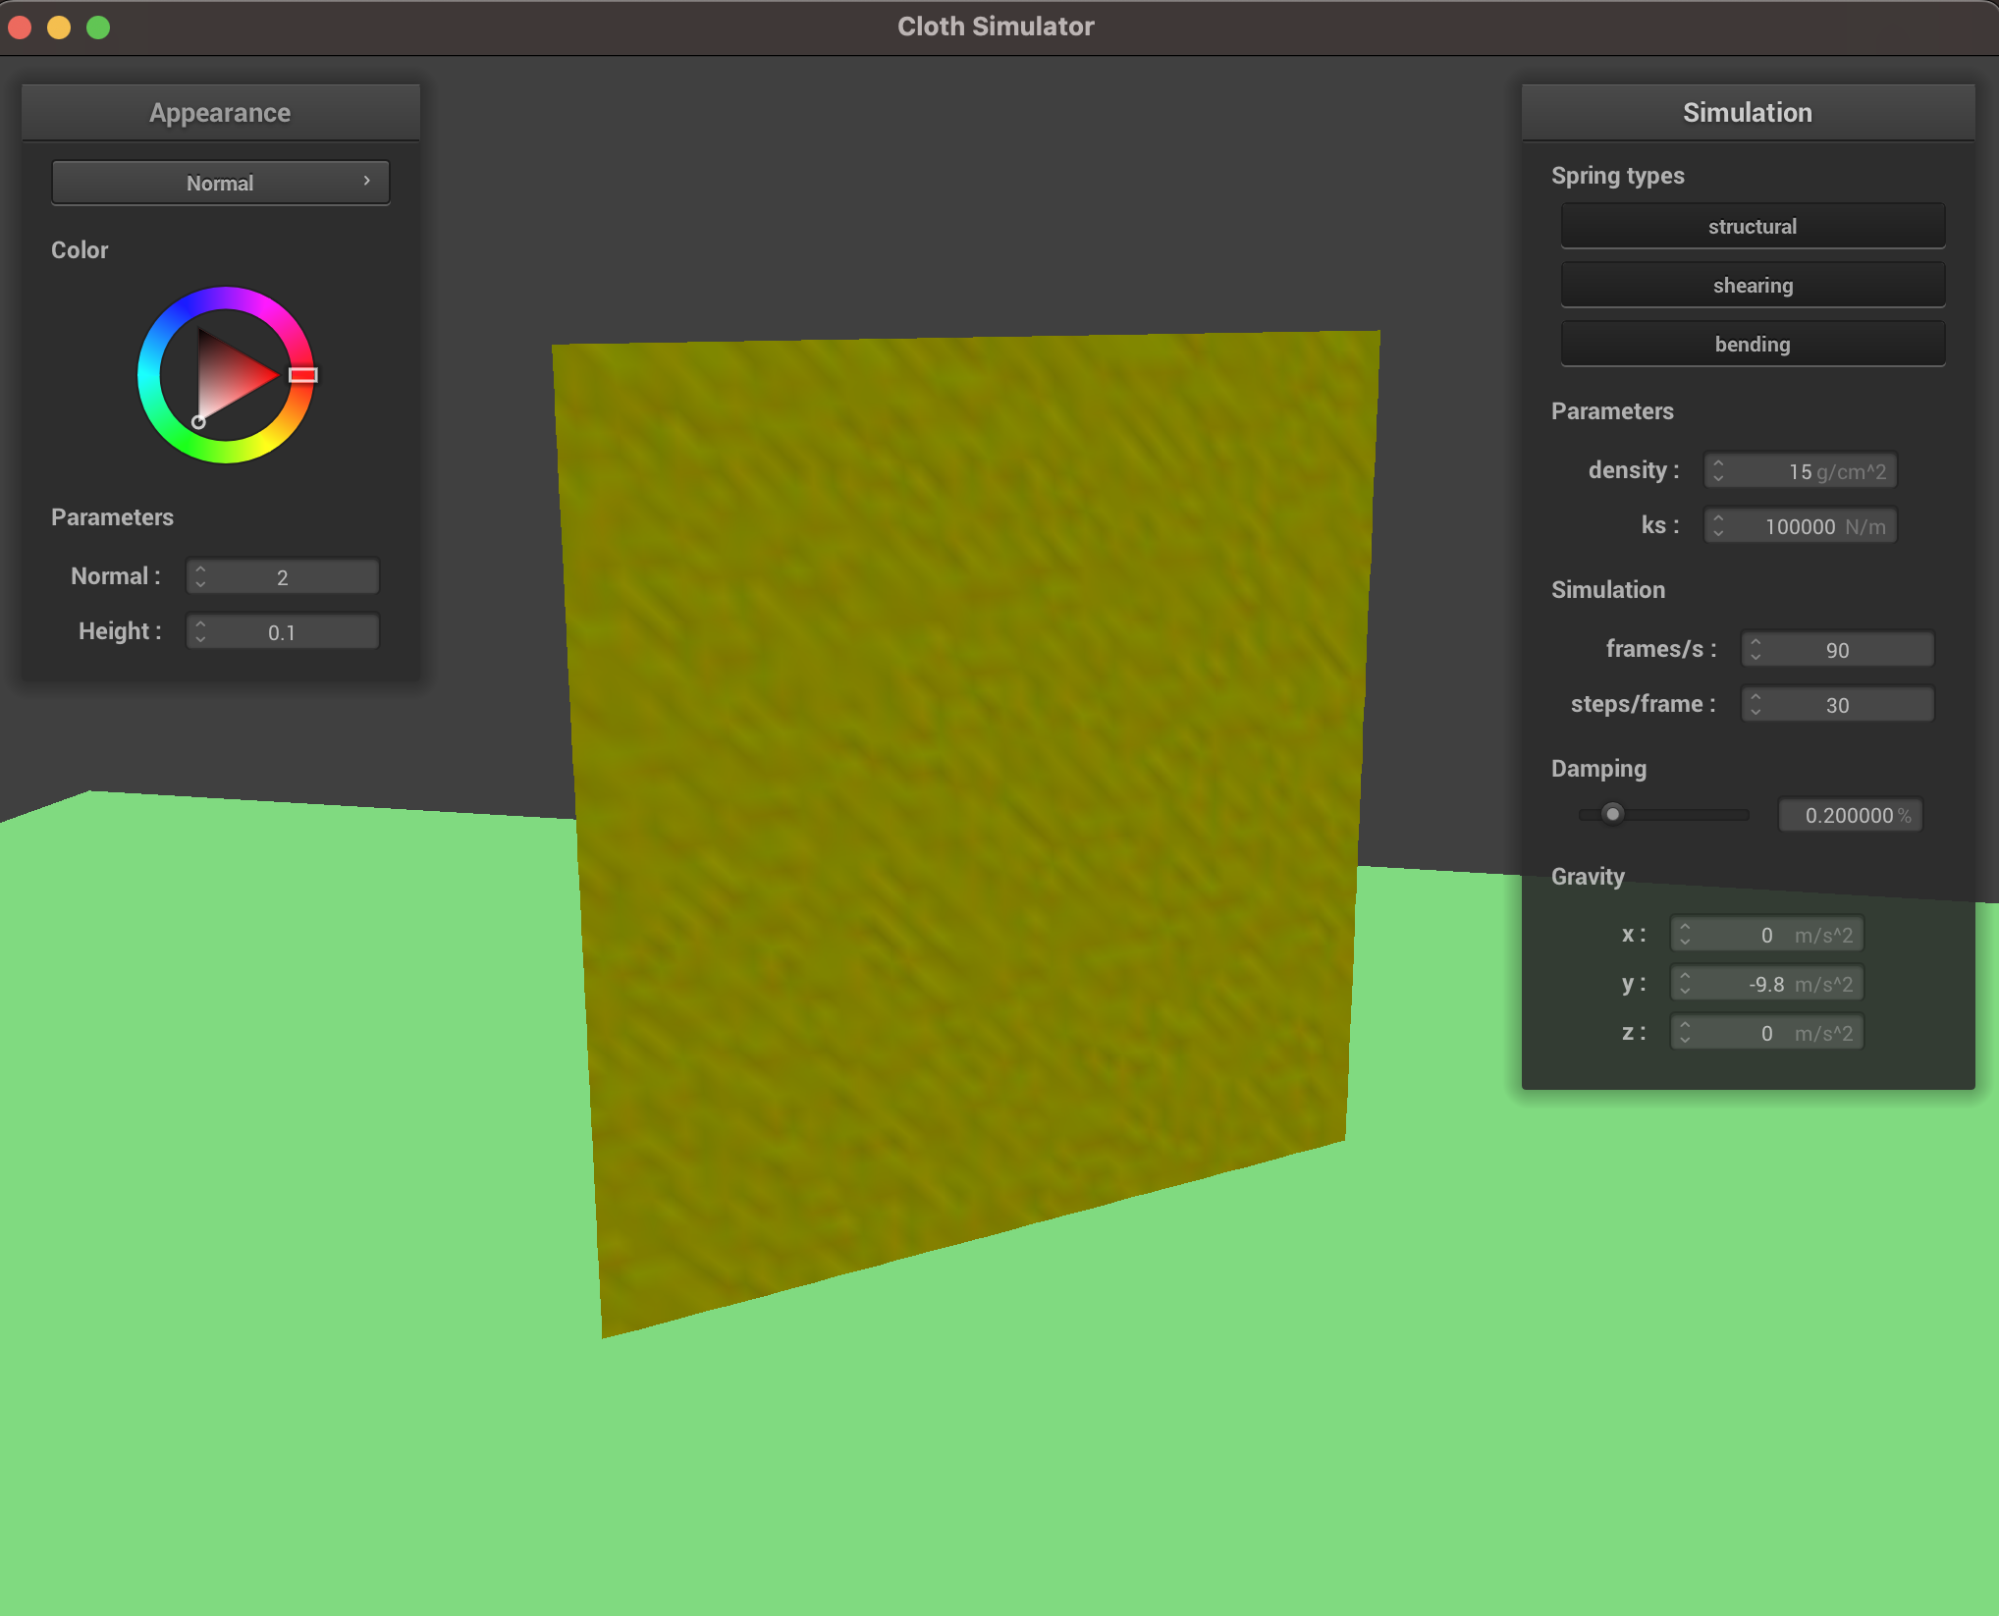 Cloth Simulator
Appearance
Normal
Color
Parameters
Normal : 2
Height : 0.1
Simulation
Spring types
structural
shearing
bending
Parameters
density : 15 g/cm^2
ks : 100000 N/m
Simulation
frames/s : 90
steps/frame : 30
Damping
0.200000 %
Gravity
x : 0 m/s^2
y : -9.8 m/s^2
z : 0 m/s^2